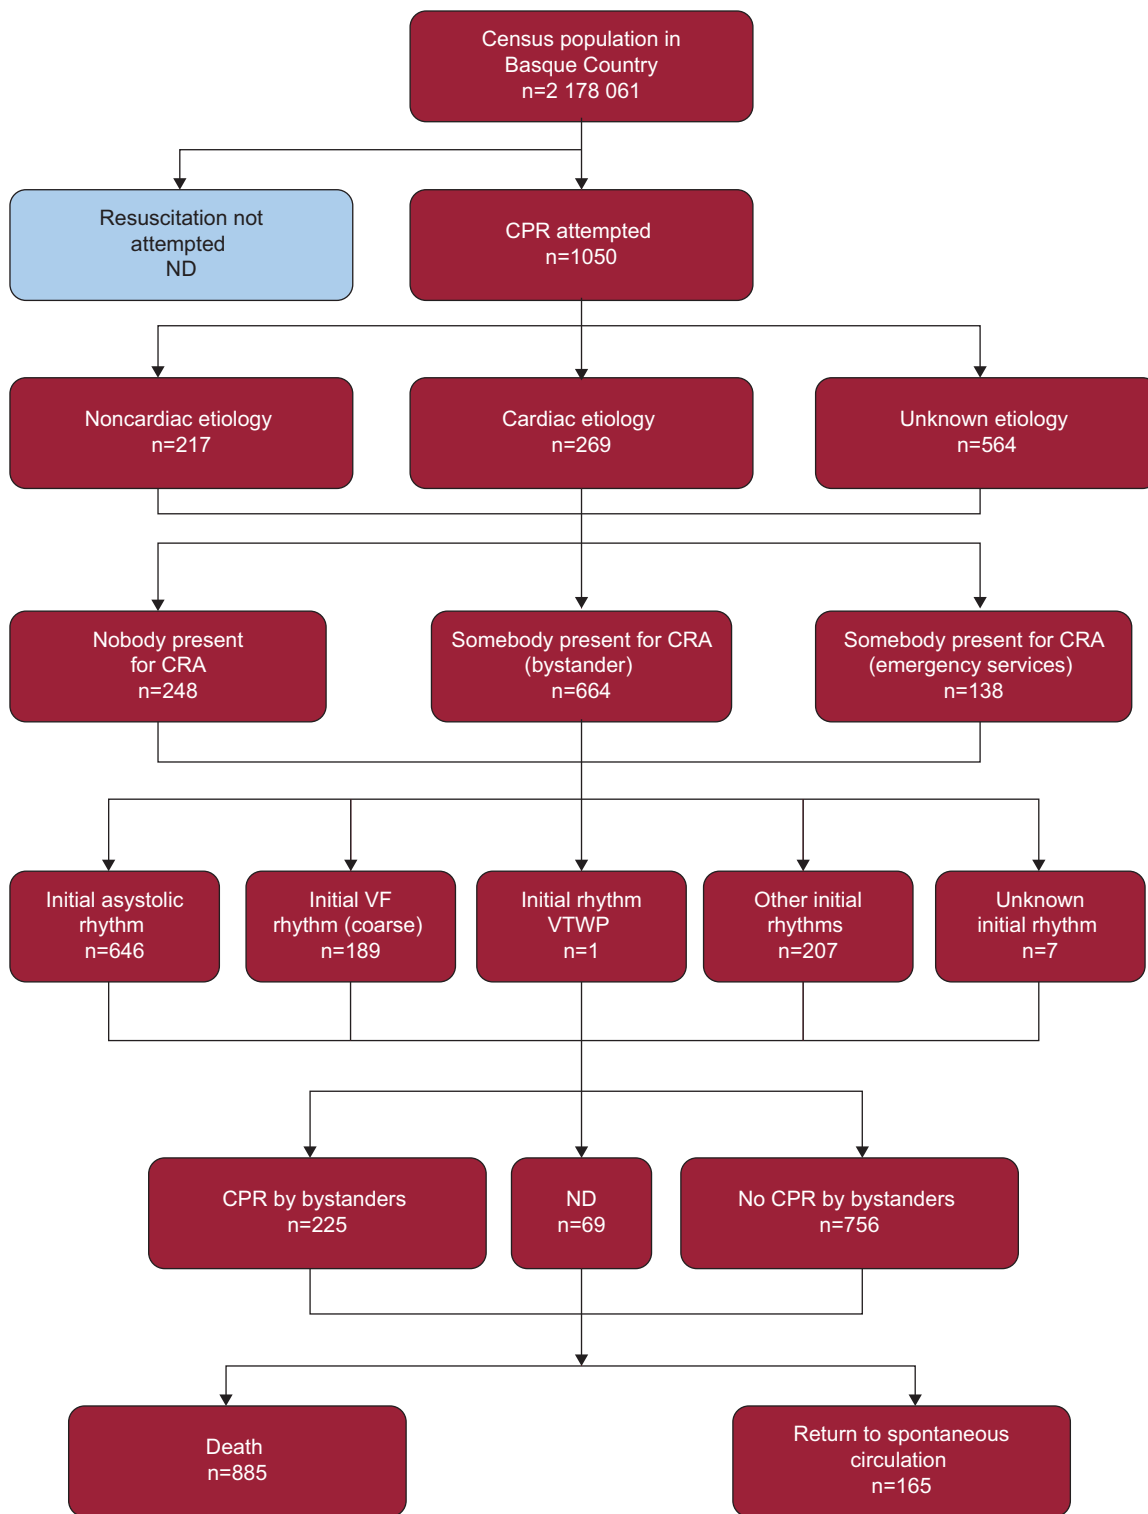 Census population in
Basque Country
n=2 178 061
Resuscitation not
attempted
ND
CPR attempted
n=1050
Noncardiac etiology
n=217
Cardiac etiology
n=269
Unknown etiology
n=564
Nobody present
for CRA
n=248
Somebody present for CRA
(bystander)
n=664
Somebody present for CRA
(emergency services)
n=138
Initial asystolic
rhythm
n=646
Initial VF
rhythm (coarse)
n=189
Initial rhythm
VTWP
n=1
Other initial
rhythms
n=207
Unknown
initial rhythm
n=7
CPR by bystanders
n=225
ND
n=69
No CPR by bystanders
n=756
Death
n=885
Return to spontaneous
circulation
n=165